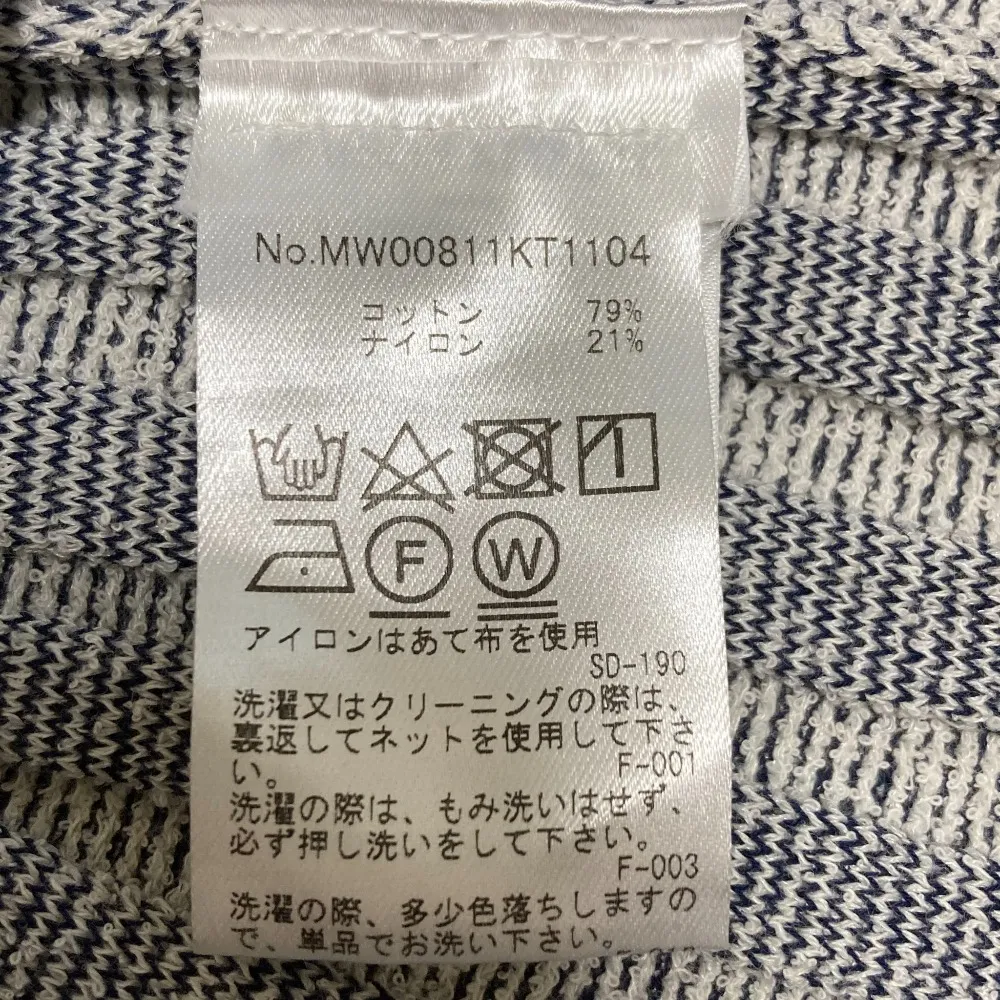 No.MW00811KT1104
コットン 79%
ナイロン 21%
F W
アイロンはあて布を使用
SD-190
洗濯又はクリーニングの際は、
裏返してネットを使用して下さ
い。
F-001
洗濯の際は、もみ洗いはせず、
必ず押し洗いをして下さい。
F-003
洗濯の際、多少色落ちしますの
で、単品でお洗い下さい。